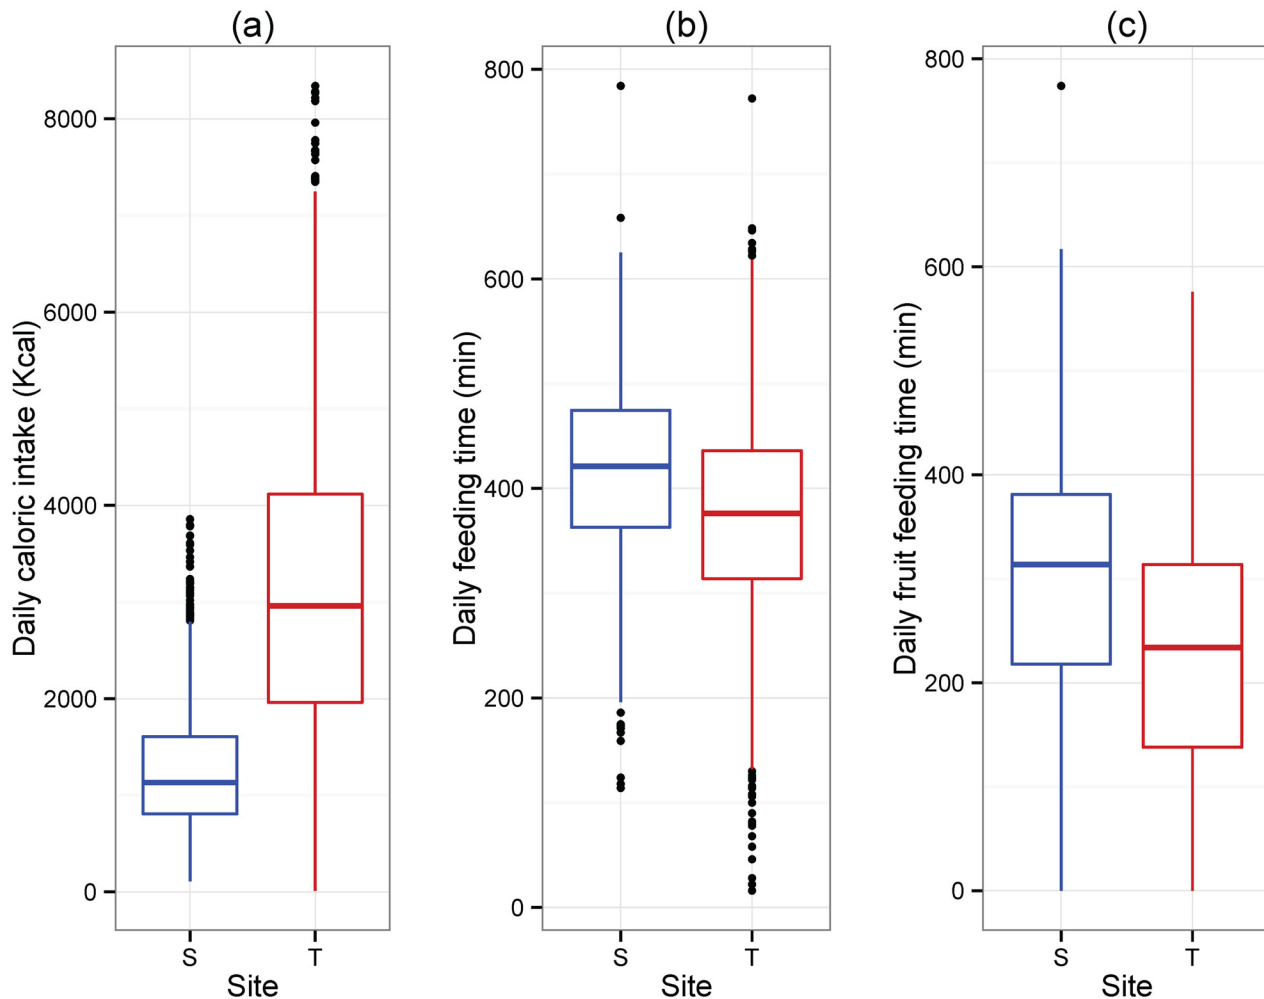 (a)
Daily caloric intake (Kcal)
8000
6000
4000
2000
0
S T
Site
(b)
Daily feeding time (min)
800
600
400
200
0
S T
Site
(c)
Daily fruit feeding time (min)
800
600
400
200
0
S T
Site